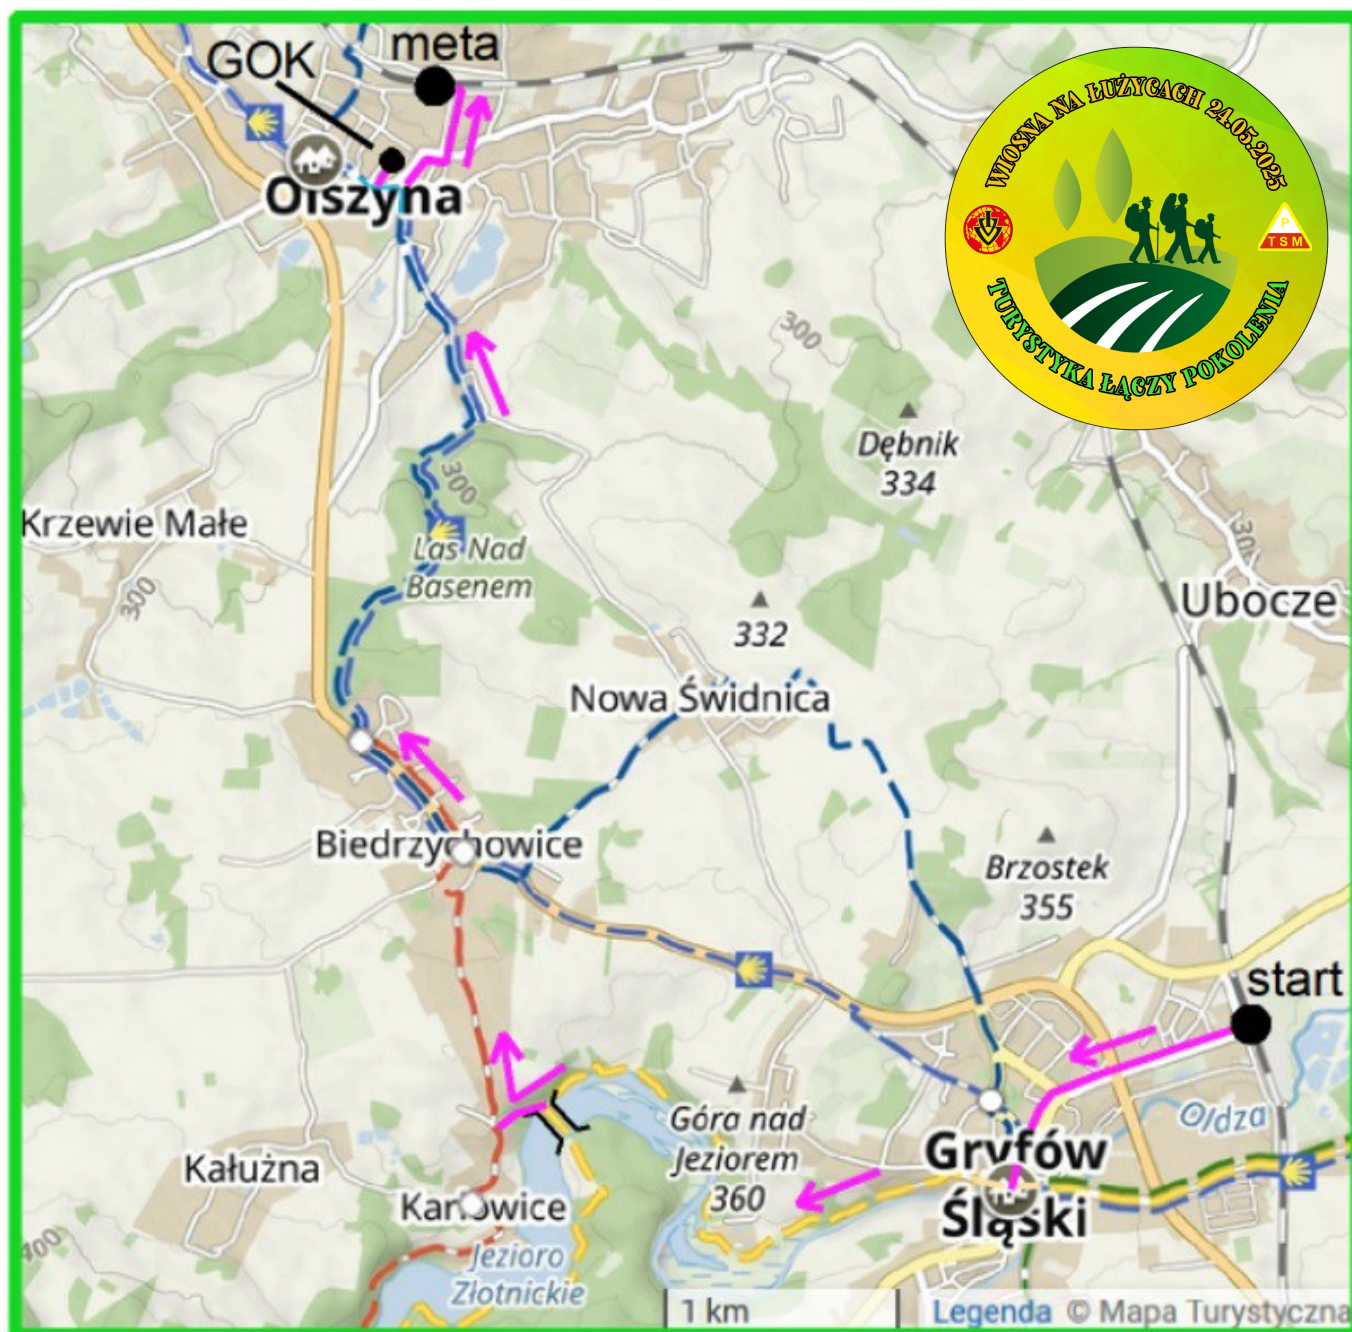 GOK
meta
WIOSNA NA ŁUŻYCACH 24.05.2025
P
TSM
TURYSTYKA ŁĄCZY POKOLENIA
Olszyna
300
Dębnik
334
300
Krzewie Małe
Las Nad
Basenem
300
300
332
Ubocze
Nowa Świdnica
Biedrzychowice
Brzostek
355
start
Góra nad
Jeziorem
360
Oldza
Gryfów
Śląski
Kałużna
Karłowice
400
Jezioro
Złotnickie
1 km
Legenda © Mapa Turystyczna